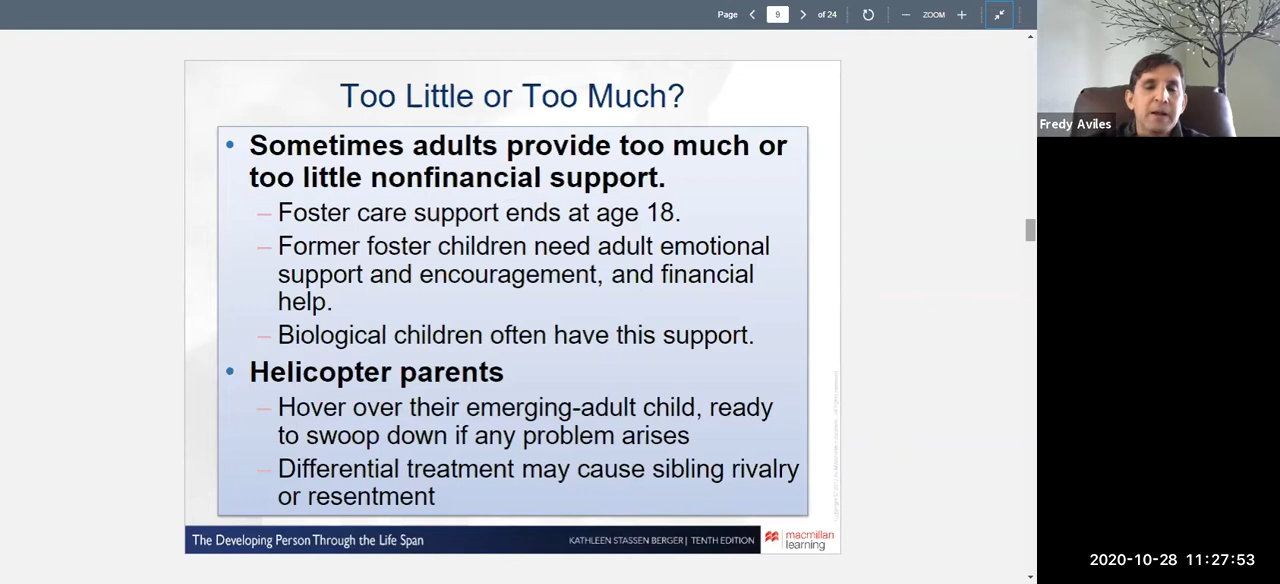 Page 9 of 24 ZOOM
Fredy Aviles
Too Little or Too Much?
Sometimes adults provide too much or
too little nonfinancial support.
Foster care support ends at age 18.
Former foster children need adult emotional
support and encouragement, and financial
help.
Biological children often have this support.
Helicopter parents
Hover over their emerging-adult child, ready
to swoop down if any problem arises
Differential treatment may cause sibling rivalry
or resentment
The Developing Person Through the Life Span
KATHLEEN STASSEN BERGER | TENTH EDITION
macmillan
learning
2020-10-28 11:27:53